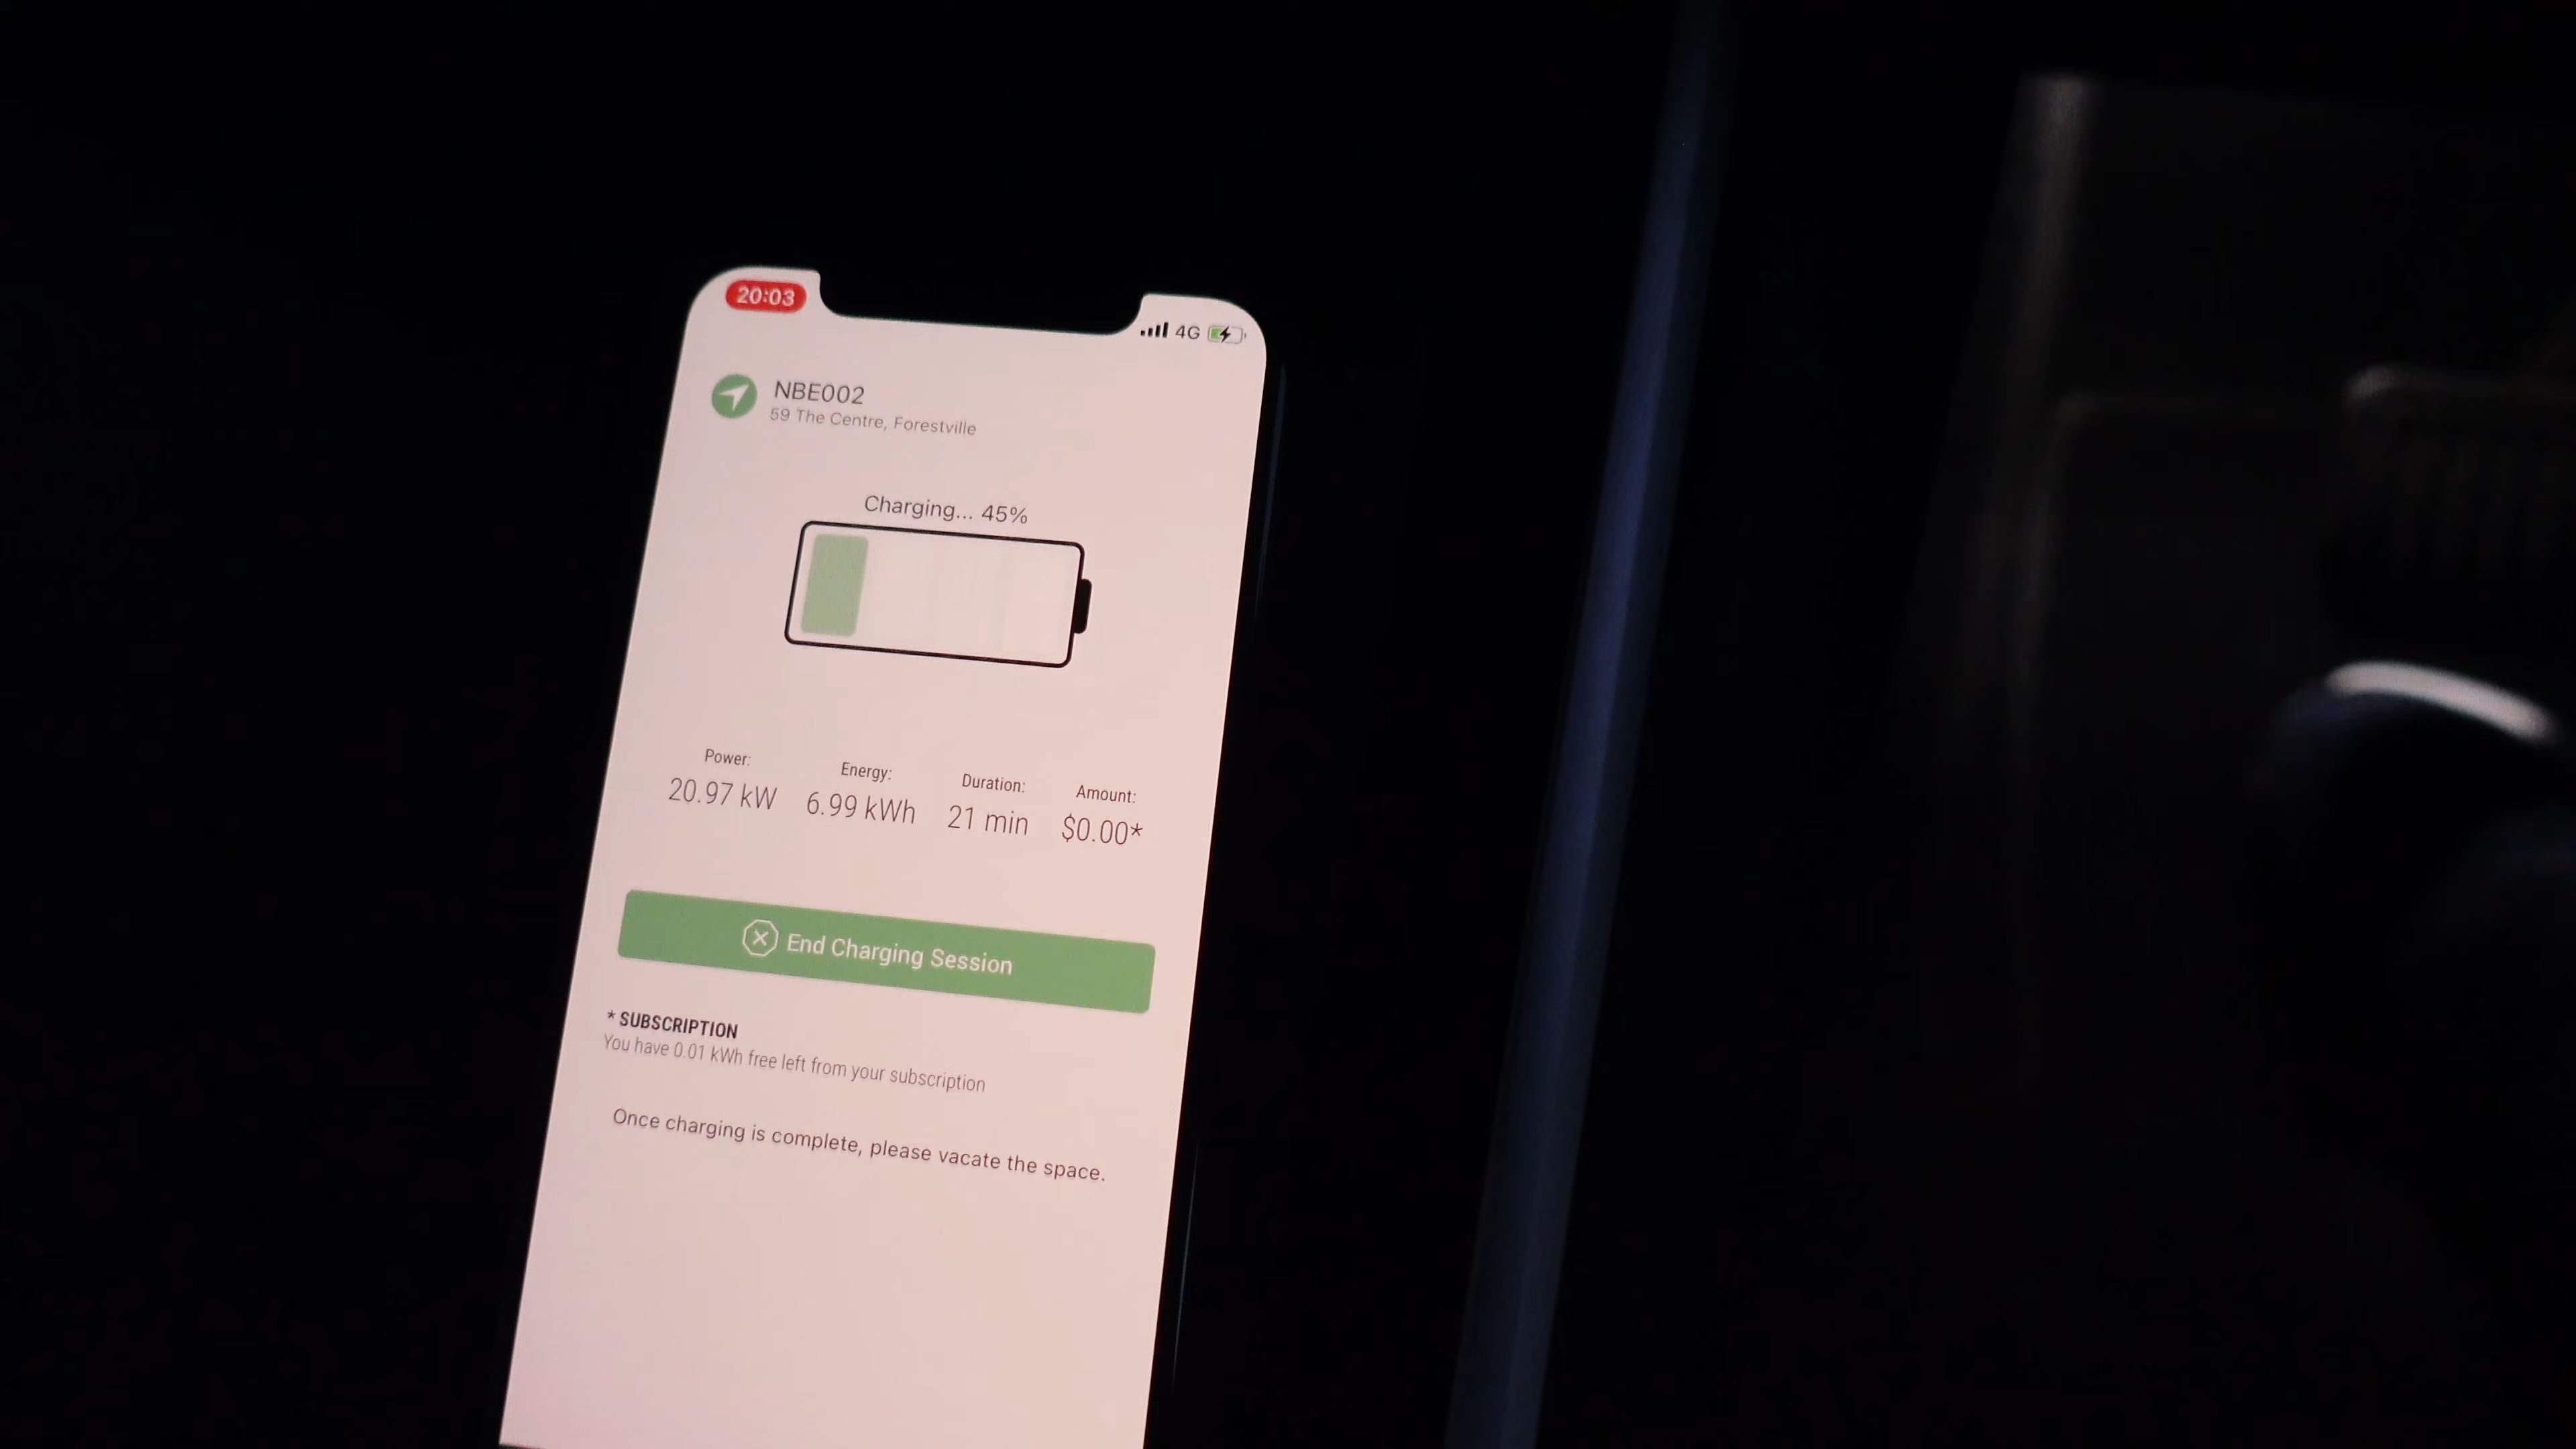 20:03
4G
NBE002
59 The Centre, Forestville
Charging... 45%
Power: Energy: Duration: Amount:
20.97 kW 6.99 kWh 21 min $0.00*
End Charging Session
* SUBSCRIPTION
You have 0.01 kWh free left from your subscription
Once charging is complete, please vacate the space.